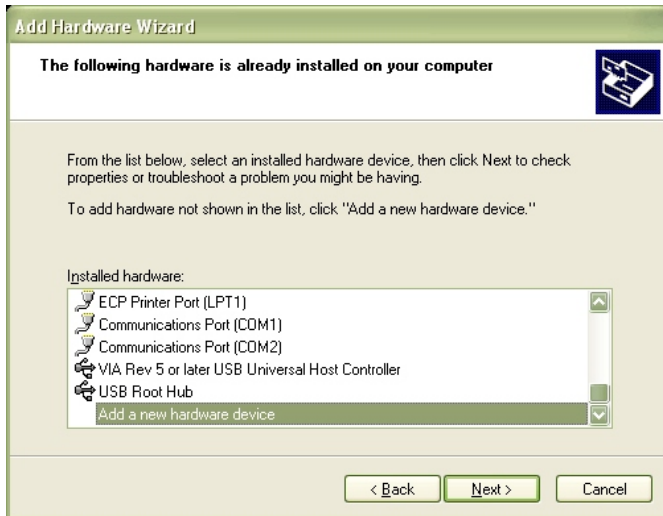 Add Hardware Wizard
The following hardware is already installed on your computer
From the list below, select an installed hardware device, then click Next to check
properties or troubleshoot a problem you might be having.
To add hardware not shown in the list, click "Add a new hardware device."
Installed hardware:
ECP Printer Port (LPT1)
Communications Port (COM1)
Communications Port (COM2)
VIA Rev 5 or later USB Universal Host Controller
USB Root Hub
Add a new hardware device
< Back
Next >
Cancel